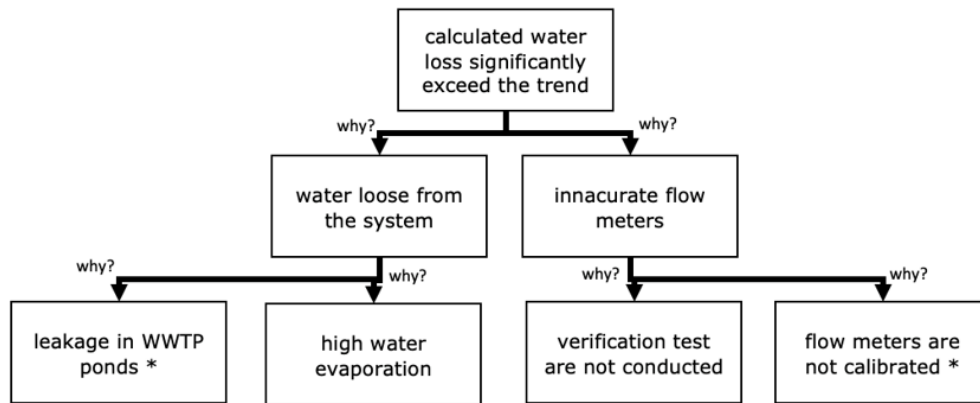 calculated water
loss significantly
exceed the trend
why?
why?
water loose from
the system
innacurate flow
meters
why?
why?
why?
why?
leakage in WWTP
ponds *
high water
evaporation
verification test
are not conducted
flow meters are
not calibrated *